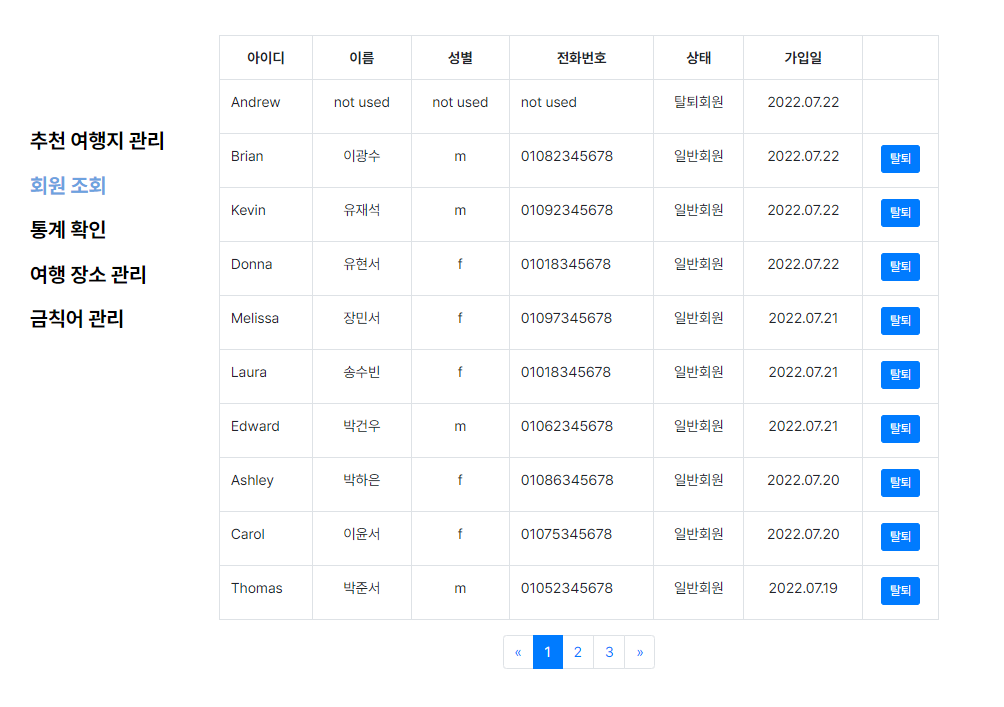 추천 여행지 관리
회원 조회
통계 확인
여행 장소 관리
금칙어 관리
아이디 이름 성별 전화번호 상태 가입일
Andrew not used not used not used 탈퇴회원 2022.07.22
Brian 이광수 m 01082345678 일반회원 2022.07.22 탈퇴
Kevin 유재석 m 01092345678 일반회원 2022.07.22 탈퇴
Donna 유현서 f 01018345678 일반회원 2022.07.22 탈퇴
Melissa 장민서 f 01097345678 일반회원 2022.07.21 탈퇴
Laura 송수빈 f 01018345678 일반회원 2022.07.21 탈퇴
Edward 박건우 m 01062345678 일반회원 2022.07.21 탈퇴
Ashley 박하은 f 01086345678 일반회원 2022.07.20 탈퇴
Carol 이윤서 f 01075345678 일반회원 2022.07.20 탈퇴
Thomas 박준서 m 01052345678 일반회원 2022.07.19 탈퇴
« 1 2 3 »